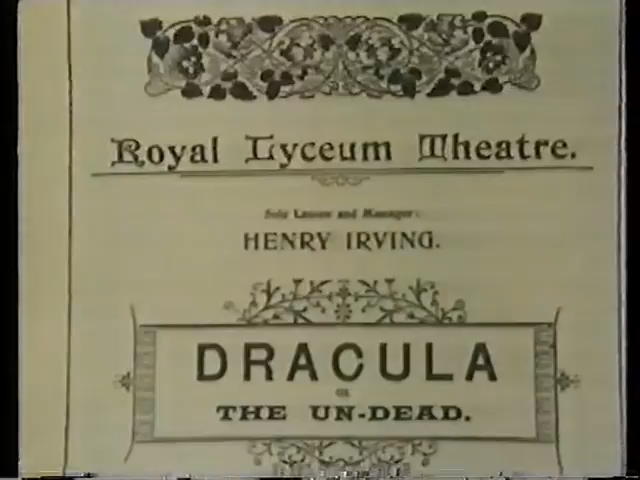 Royal Lyceum Theatre.
Sole Lessee and Manager:
HENRY IRVING.
DRACULA
OR
THE UN-DEAD.